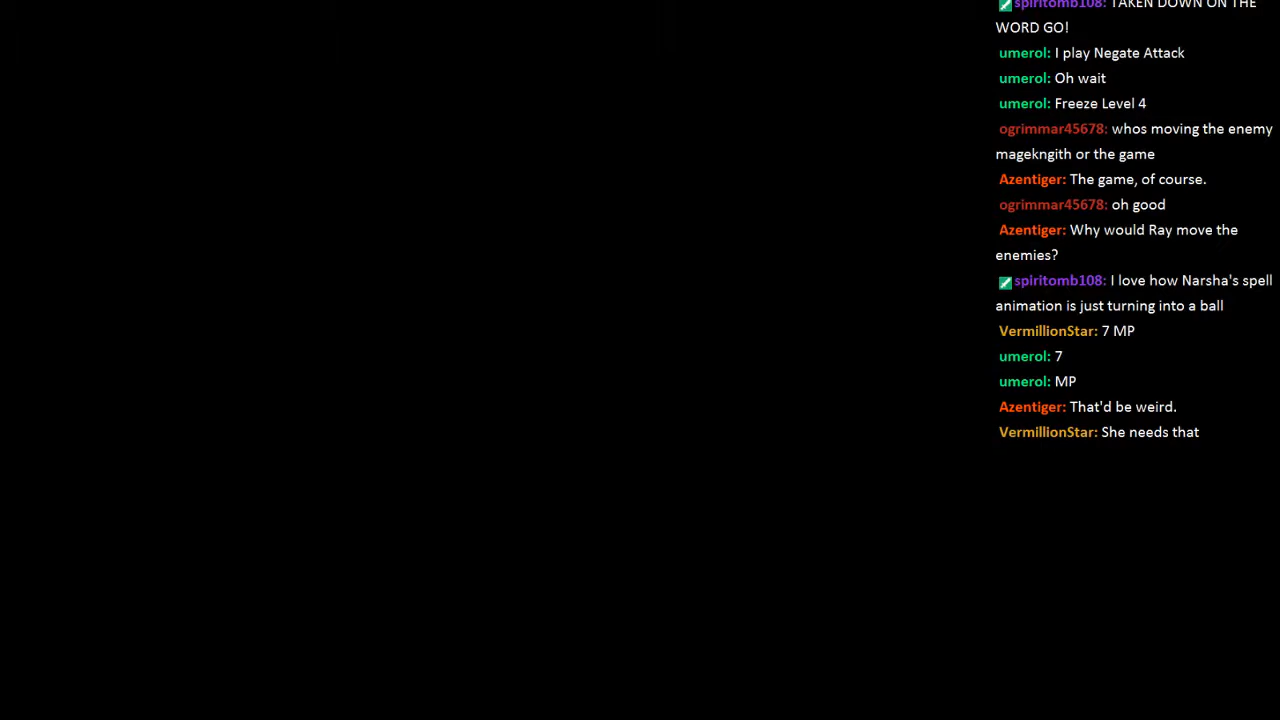 spiritomb108: TAKEN DOWN ON THE
WORD GO!
umerol: I play Negate Attack
umerol: Oh wait
umerol: Freeze Level 4
ogrimmar45678: whos moving the enemy
magekngith or the game
Azentiger: The game, of course.
ogrimmar45678: oh good
Azentiger: Why would Ray move the
enemies?
spiritomb108: I love how Narsha's spell
animation is just turning into a ball
VermillionStar: 7 MP
umerol: 7
umerol: MP
Azentiger: That'd be weird.
VermillionStar: She needs that